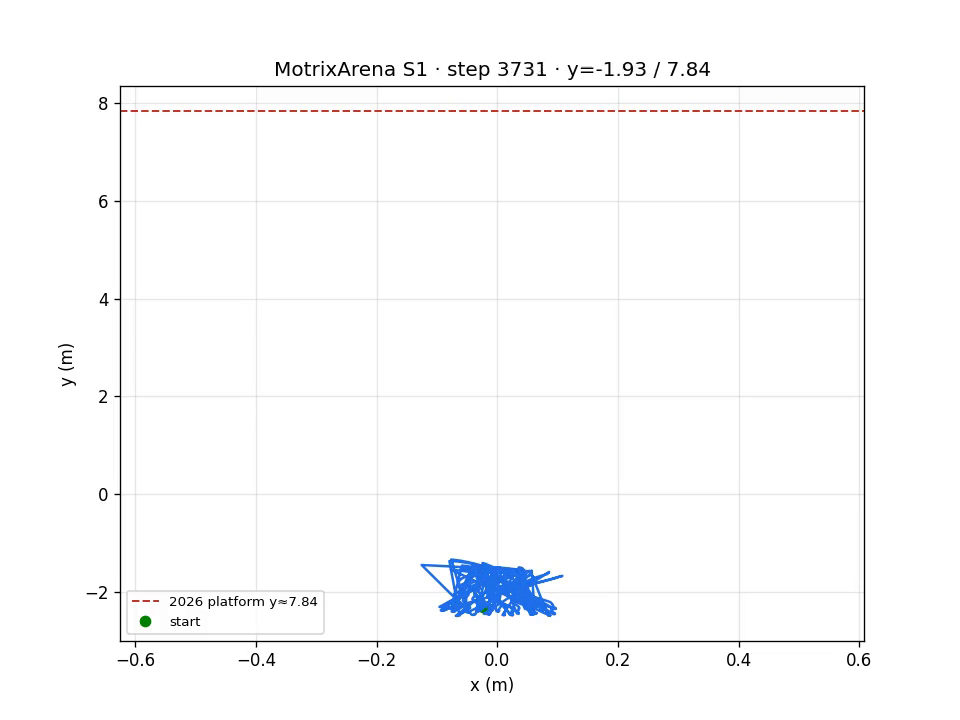 MotrixArena S1 · step 3731 · y=-1.93 / 7.84
8
6
4
2
0
−2
y (m)
2026 platform y≈7.84
start
−0.6 −0.4 −0.2 0.0 0.2 0.4 0.6
x (m)